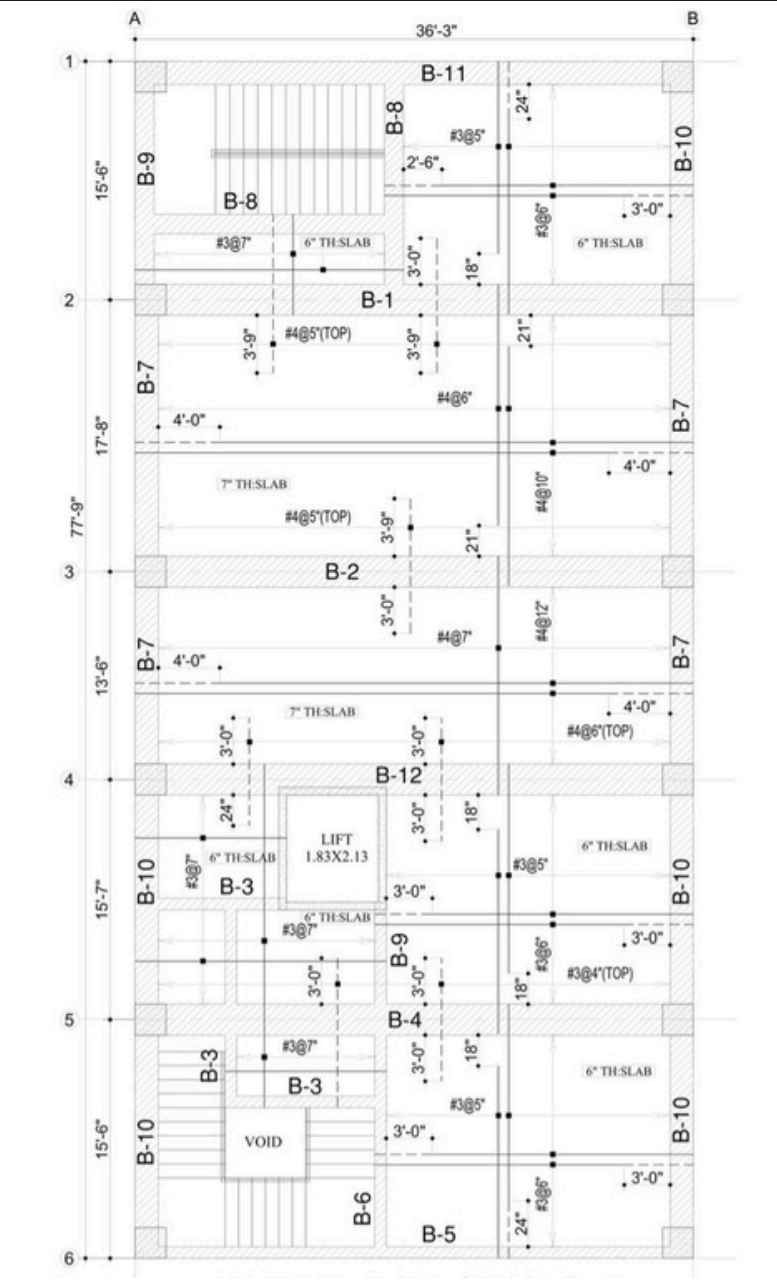 A
B
36'-3"
1
B-11
24"
B-8
#3@5"
B-9
B-10
2'-6"
15'-6"
B-8
3'-0"
#3@6"
#3@7"
6" TH:SLAB
6" TH:SLAB
3'-0"
18"
2
B-1
#4@5"(TOP)
21"
3'-9"
3'-9"
B-7
#4@6"
B-7
4'-0"
17'-8"
4'-0"
7" TH:SLAB
#4@10"
77'-9"
#4@5"(TOP)
3'-9"
21"
3
B-2
3'-0"
#4@12"
#4@7"
B-7
B-7
4'-0"
13'-6"
4'-0"
7" TH:SLAB
#4@6"(TOP)
3'-0"
3'-0"
4
B-12
24"
3'-0"
18"
LIFT
1.83X2.13
6" TH:SLAB
6" TH:SLAB
#3@7"
#3@5"
B-10
B-10
B-3
3'-0"
15'-7"
6" TH:SLAB
#3@7"
B-9
3'-0"
#3@6"
3'-0"
3'-0"
#3@4"(TOP)
18"
5
B-4
#3@7"
B-3
3'-0"
18"
6" TH:SLAB
B-3
#3@5"
B-10
B-10
VOID
3'-0"
15'-6"
3'-0"
#3@6"
B-6
24"
B-5
6